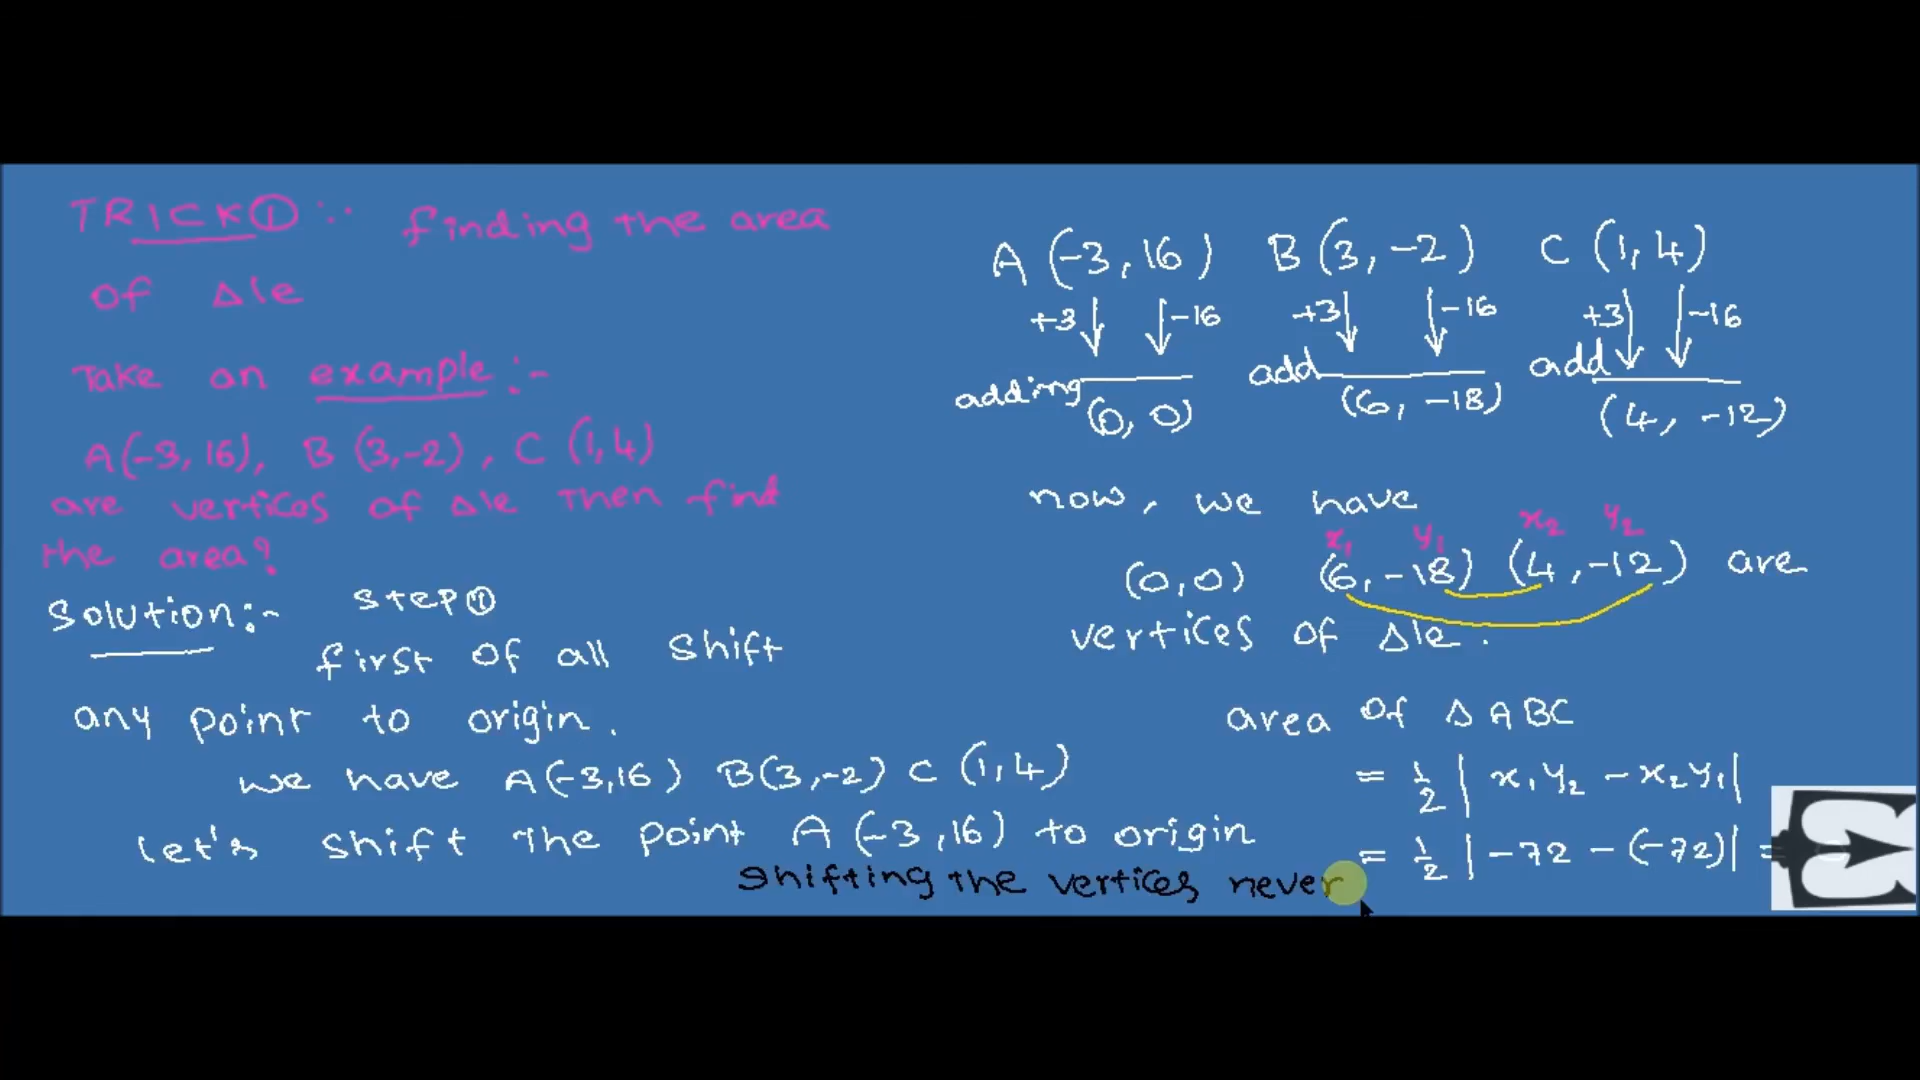 TRICK① :· finding the area
of Δle
Take an example:-
A(-3,16), B(3,-2), C(1,4)
are vertices of Δle then find
the area?
Solution:- Step①
first of all shift
any point to origin.
we have A(-3,16) B(3,-2) C(1,4)
let's shift the point A(-3,16) to origin
shifting the vertices never
A(-3,16) B(3,-2) C(1,4)
+3 -16 +3 -16 +3 -16
adding add add
(0,0) (6,-18) (4,-12)
now, we have
x₁ y₁ x₂ y₂
(0,0) (6,-18) (4,-12) are
vertices of Δle.
area of ΔABC
= 1/2 | x₁y₂ - x₂y₁|
= 1/2 | -72 - (-72)| =